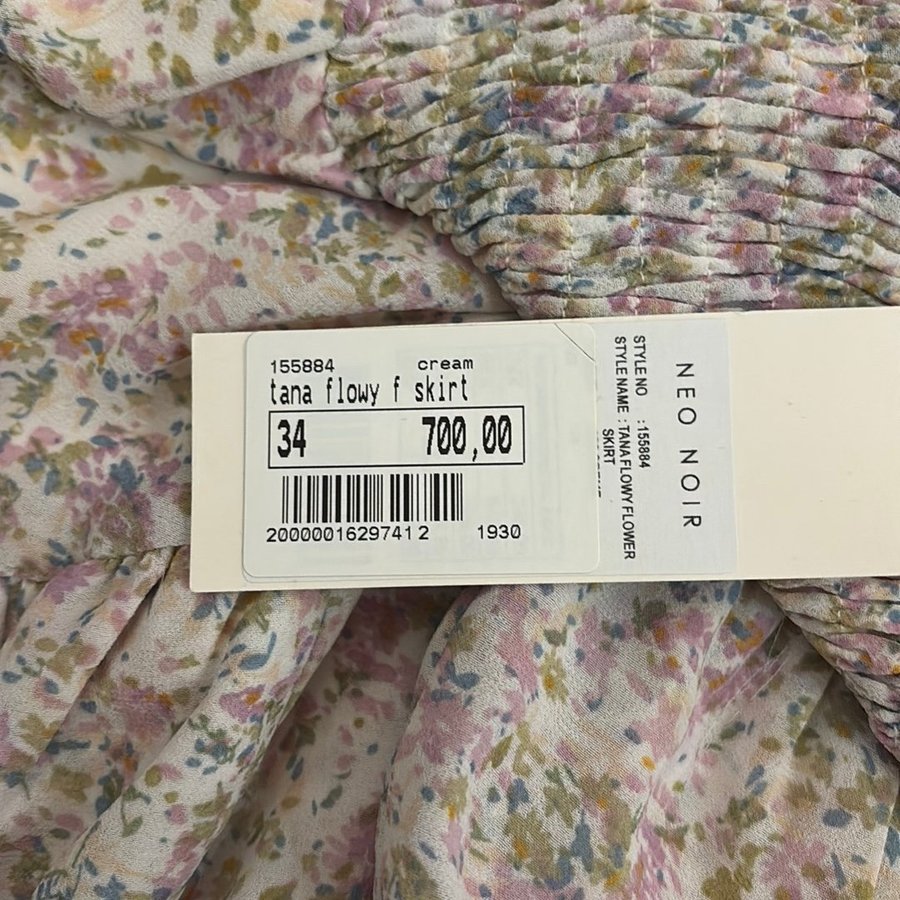 155884 cream
tana flowy f skirt
34 700,00
20000016297412 1930
NEO NOIR
STYLE NO : 155884
STYLE NAME : TANA FLOWY FLOWER
SKIRT